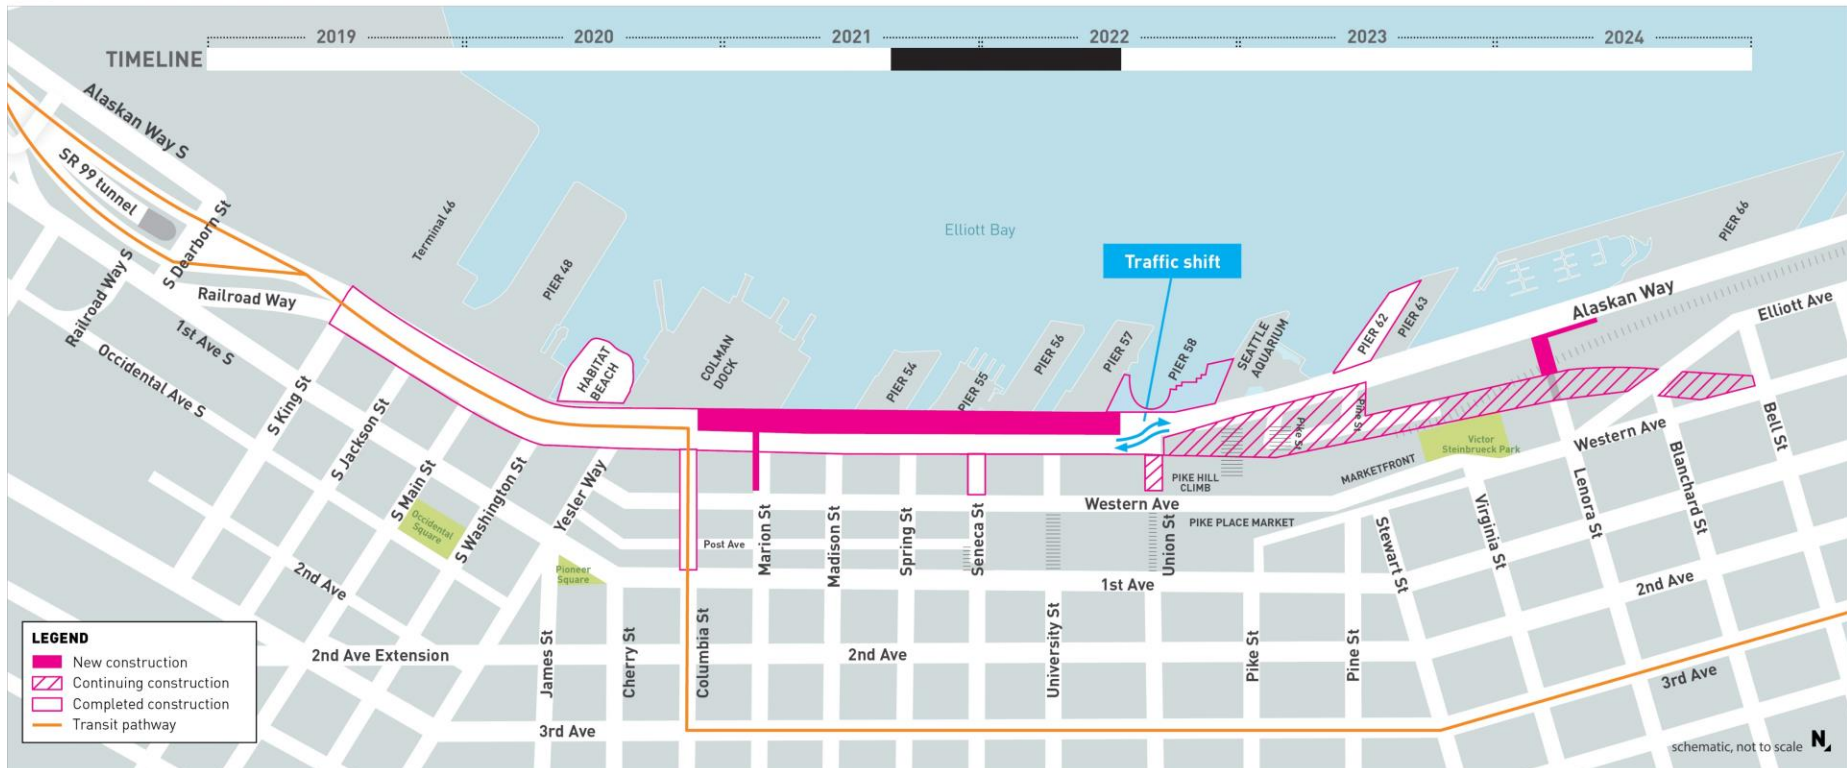 2019
2020
2021
2022
2023
2024
TIMELINE
Alaskan Way S
SR 99 tunnel
S Dearborn St
Railroad Way S
Railroad Way
1st Ave S
Occidental Ave S
S King St
S Jackson St
S Main St
S Washington St
Yesler Way
Occidental
Square
2nd Ave
Pioneer
Square
Terminal 46
PIER 48
HABITAT
BEACH
COLMAN
DOCK
PIER 54
PIER 55
PIER 56
PIER 57
PIER 58
Elliott Bay
Traffic shift
SEATTLE
AQUARIUM
PIER 62
PIER 63
PIER 66
Alaskan Way
Elliott Ave
Pike St
Pine St
Victor
Steinbrueck Park
MARKETFRONT
PIKE HILL
CLIMB
PIKE PLACE MARKET
Western Ave
Western Ave
Bell St
Blanchard St
Lenora St
Virginia St
Stewart St
Post Ave
Marion St
Madison St
Spring St
Seneca St
Union St
1st Ave
2nd Ave
James St
Cherry St
Columbia St
University St
Pike St
Pine St
2nd Ave Extension
2nd Ave
3rd Ave
3rd Ave
LEGEND
New construction
Continuing construction
Completed construction
Transit pathway
schematic, not to scale
N